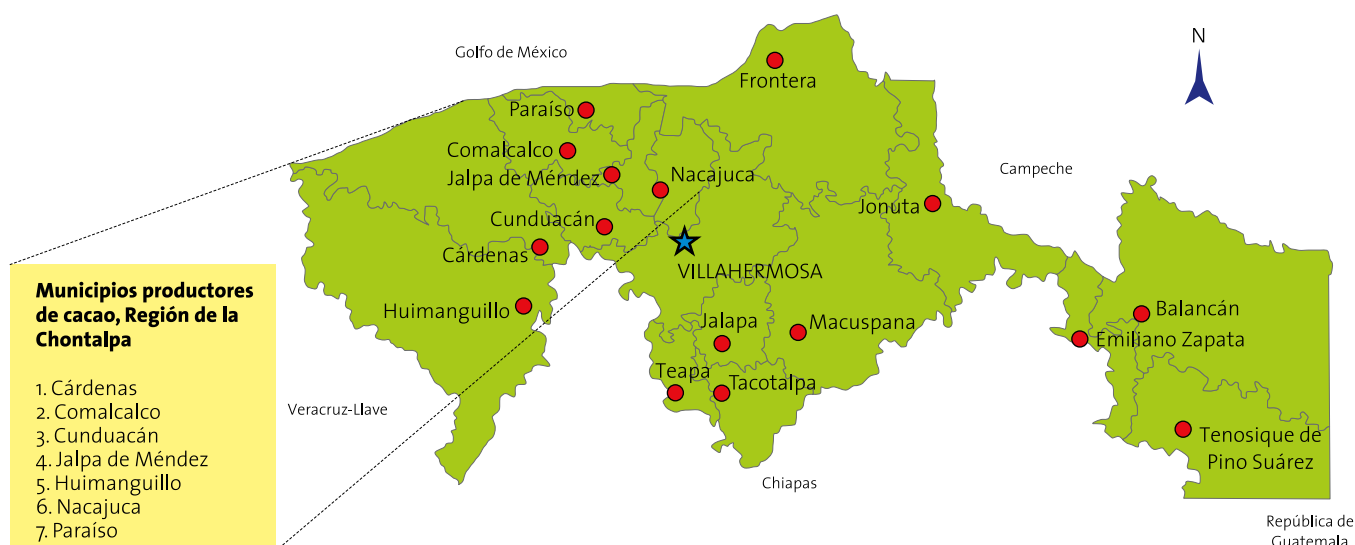 Golfo de México
N
Frontera
Paraíso
Comalcalco
Jalpa de Méndez
Nacajuca
Campeche
Jonuta
Cunduacán
Cárdenas
VILLAHERMOSA
Municipios productores
de cacao, Región de la
Chontalpa
1. Cárdenas
2. Comalcalco
3. Cunduacán
4. Jalpa de Méndez
5. Huimanguillo
6. Nacajuca
7. Paraíso
Huimanguillo
Jalapa
Macuspana
Balancán
Emiliano Zapata
Teapa
Tacotalpa
Veracruz-Llave
Tenosique de
Pino Suárez
Chiapas
República de
Guatemala